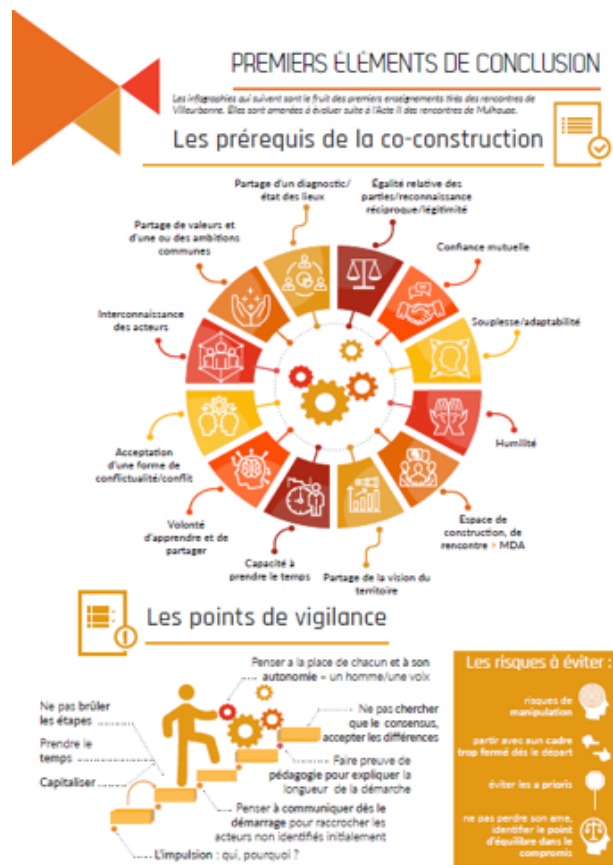 PREMIERS ÉLÉMENTS DE CONCLUSION
Les infographies qui suivent sont le fruit des premiers enseignements tirés des rencontres de
Villeurbanne. Elles sont amenées à évoluer suite à l'Acte II des rencontres de Mulhouse.
Les prérequis de la co-construction
Partage d'un diagnostic/
état des lieux
Égalité relative des
parties/reconnaissance
réciproque/légitimité
Partage de valeurs et
d'une ou des ambitions
communes
Confiance mutuelle
Interconnaissance
des acteurs
Souplesse/adaptabilité
Acceptation
d'une forme de
conflictualité/conflit
Humilité
Volonté
d'apprendre et de
partager
Espace de
construction, de
rencontre > MDA
Capacité à
prendre le temps
Partage de la vision du
territoire
Les points de vigilance
Penser a la place de chacun et à son
autonomie = un homme/une voix
Ne pas brûler
les étapes
Ne pas chercher
que le consensus,
accepter les différences
Prendre le
temps
Faire preuve de
pédagogie pour expliquer la
longueur de la démarche
Capitaliser
Penser à communiquer dès le
démarrage pour raccrocher les
acteurs non identifiés initialement
L'impulsion : qui, pourquoi ?
Les risques à éviter :
risques de
manipulation
partir avec aun cadre
trop fermé dès le départ
éviter les a prioris
ne pas perdre son ame,
identifier le point
d'équilibre dans le
compromis